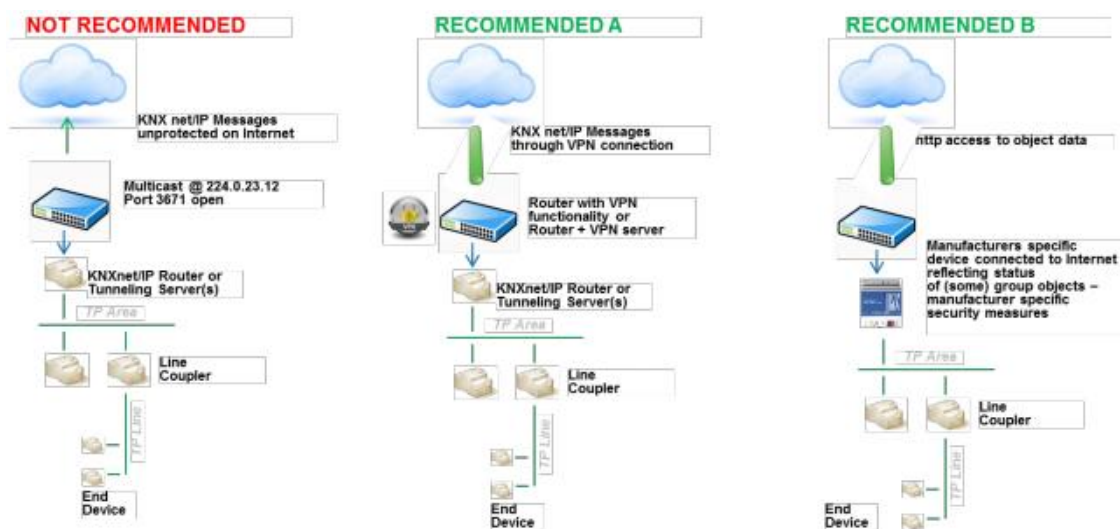 NOT RECOMMENDED
KNX net/IP Messages
unprotected on Internet
Multicast @ 224.0.23.12
Port 3671 open
KNXnet/IP Router or
Tunneling Server(s)
TP Area
Line
Coupler
TP Line
End
Device
RECOMMENDED A
KNX net/IP Messages
through VPN connection
VPN
Router with VPN
functionality or
Router + VPN server
KNXnet/IP Router or
Tunneling Server(s)
TP Area
Line
Coupler
TP Line
End
Device
RECOMMENDED B
http access to object data
Manufacturers specific
device connected to Internet
reflecting status
of (some) group objects –
manufacturer specific
security measures
TP Area
Line
Coupler
TP Line
End
Device